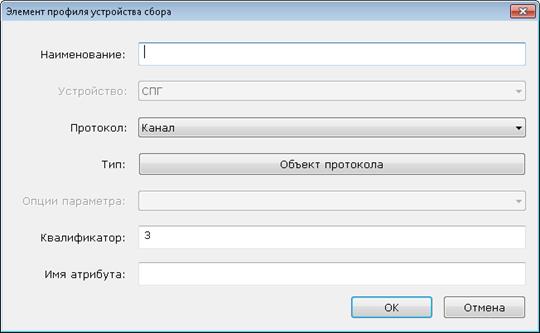 Элемент профиля устройства сбора
Наименование:
Устройство: СПГ
Протокол: Канал
Тип: Объект протокола
Опции параметра:
Квалификатор: 3
Имя атрибута:
OK Отмена